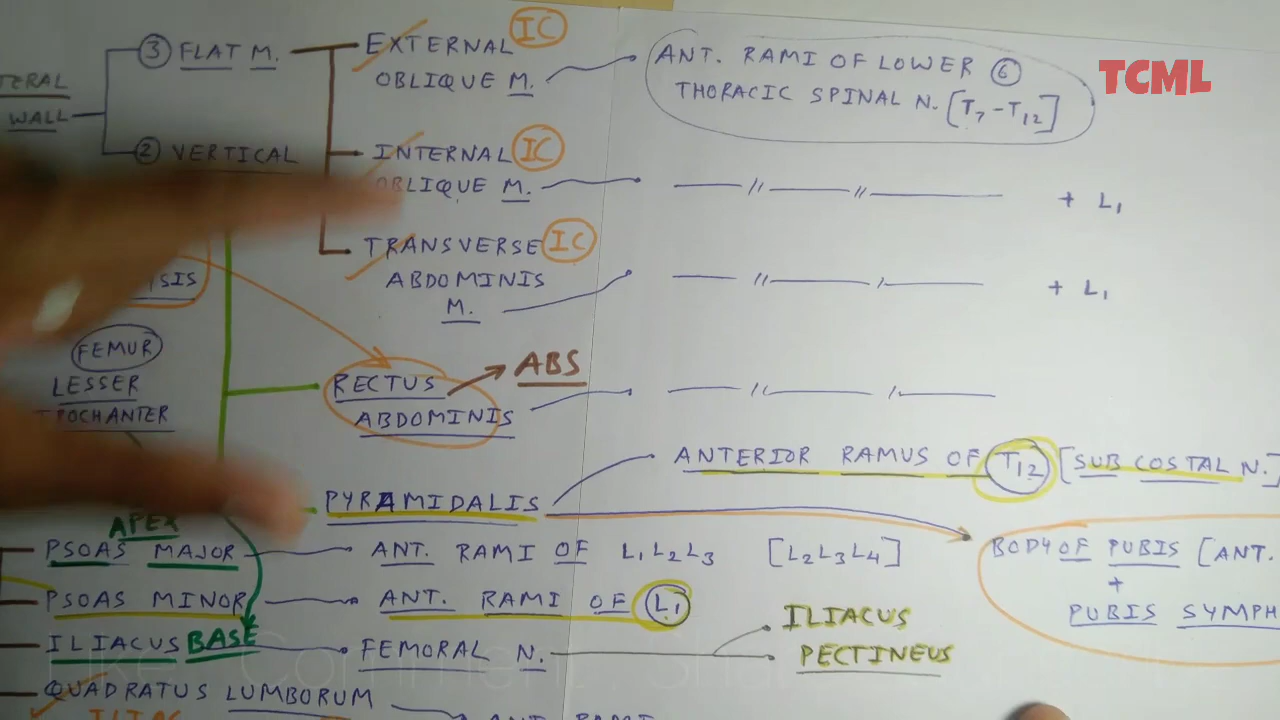 ③ FLAT M.
EXTERNAL IC
OBLIQUE M.
ANT. RAMI OF LOWER ⑥
THORACIC SPINAL N. [T7-T12]
TCML
WALL
② VERTICAL
INTERNAL IC
OBLIQUE M.
—〃—〃— + L1
TRANSVERSE IC
ABDOMINIS
M.
—〃—〃— + L1
FEMUR
LESSER
TROCHANTER
RECTUS
ABDOMINIS
ABS
—〃—〃—
PYRAMIDALIS
ANTERIOR RAMUS OF T12 [SUB COSTAL N.]
BODY OF PUBIS [ANT.
+
PUBIS SYMPH
APEX
PSOAS MAJOR
ANT. RAMI OF L1 L2 L3 [L2 L3 L4]
PSOAS MINOR
ANT. RAMI OF L1
ILIACUS BASE
FEMORAL N.
ILIACUS
PECTINEUS
QUADRATUS LUMBORUM